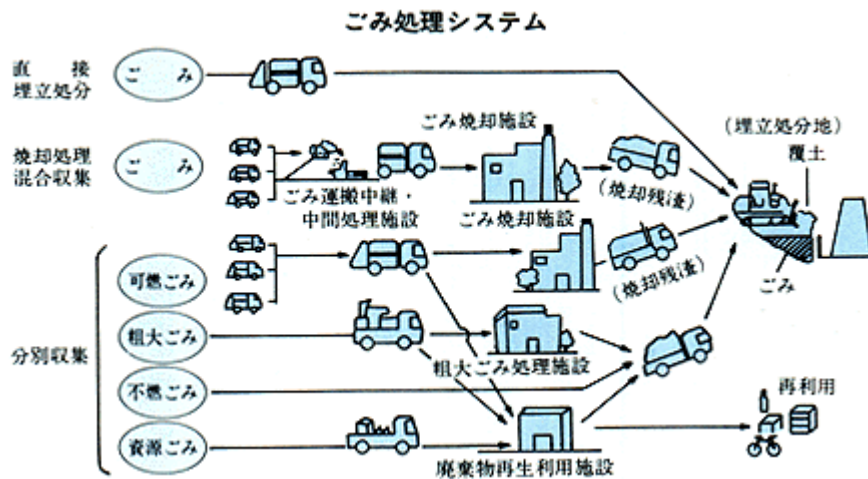 ごみ処理システム
直接
埋立処分
ごみ
焼却処理
混合収集
ごみ
ごみ運搬中継・
中間処理施設
ごみ焼却施設
(焼却残渣)
ごみ焼却施設
(焼却残渣)
(埋立処分地)
覆土
ごみ
分別収集
可燃ごみ
粗大ごみ
粗大ごみ処理施設
不燃ごみ
資源ごみ
廃棄物再生利用施設
再利用